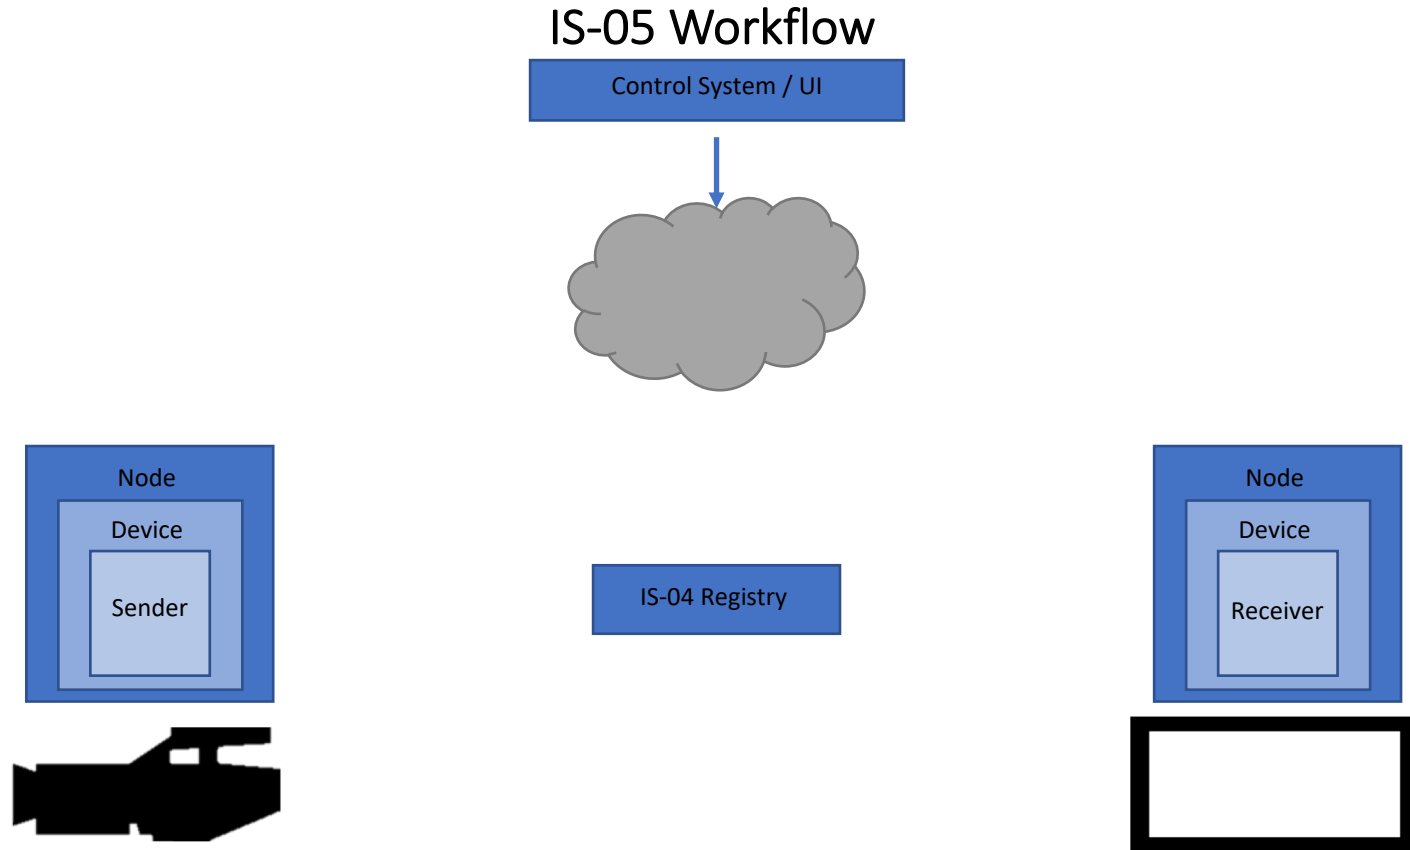 IS-05 Workflow
Control System / UI
Node
Device
Sender
IS-04 Registry
Node
Device
Receiver